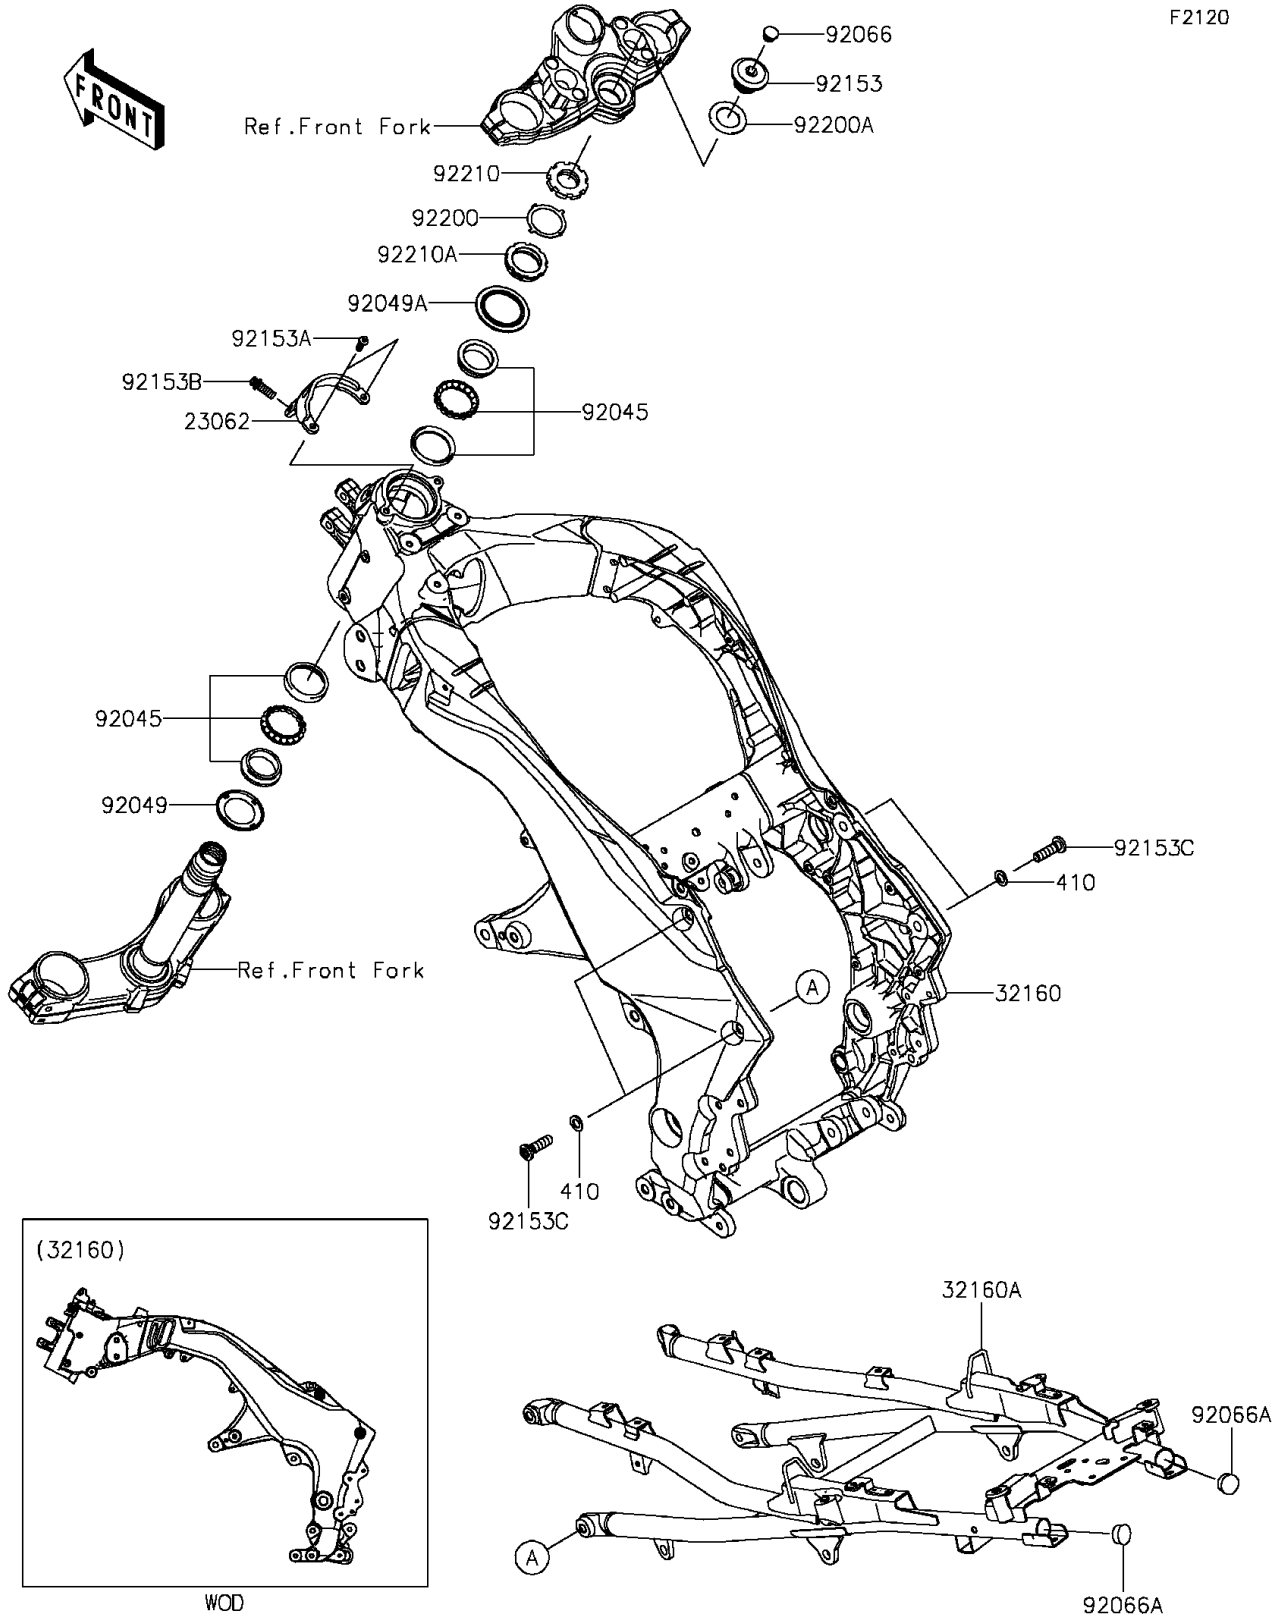 F2120
92066
FRONT
92153
Ref.Front Fork
92200A
92210
92200
92210A
92049A
92153A
92153B
92045
23062
92045
92049
92153C
410
Ref.Front Fork
A
32160
410
92153C
(32160)
32160A
92066A
A
WOD
92066A